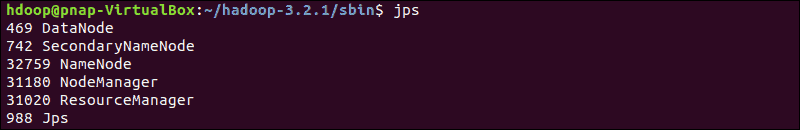 hdoop@pnap-VirtualBox:~/hadoop-3.2.1/sbin$ jps
469 DataNode
742 SecondaryNameNode
32759 NameNode
31180 NodeManager
31020 ResourceManager
988 Jps